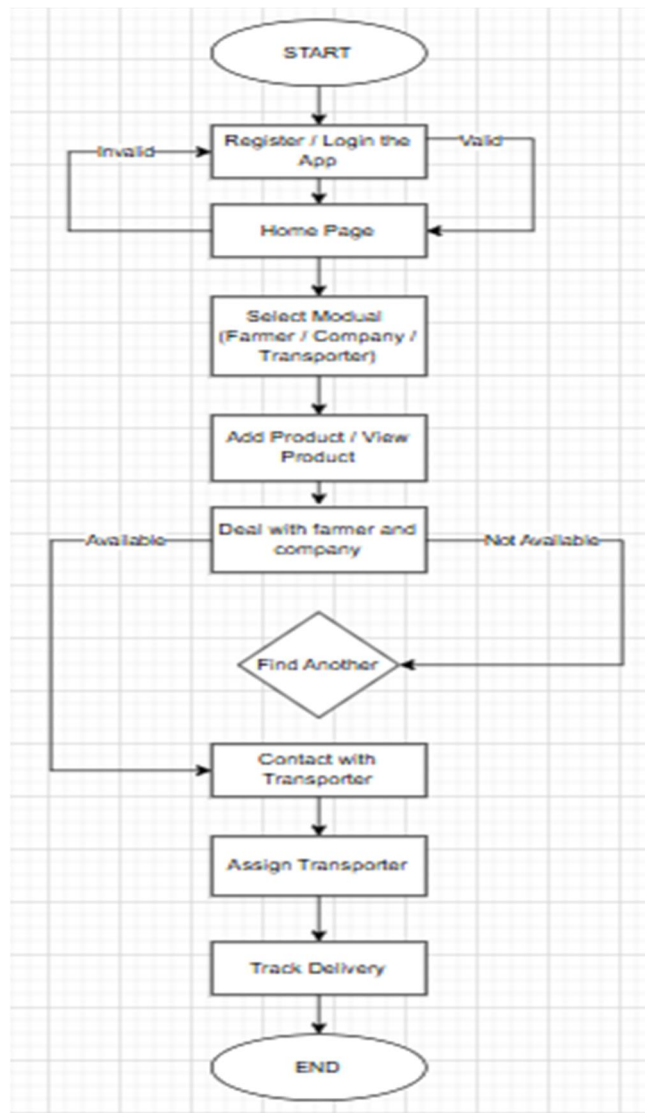 START
Register / Login the
App
Invalid
Valid
Home Page
Select Modual
(Farmer / Company /
Transporter)
Add Product / View
Product
Deal with farmer and
company
Available
Not Available
Find Another
Contact with
Transporter
Assign Transporter
Track Delivery
END